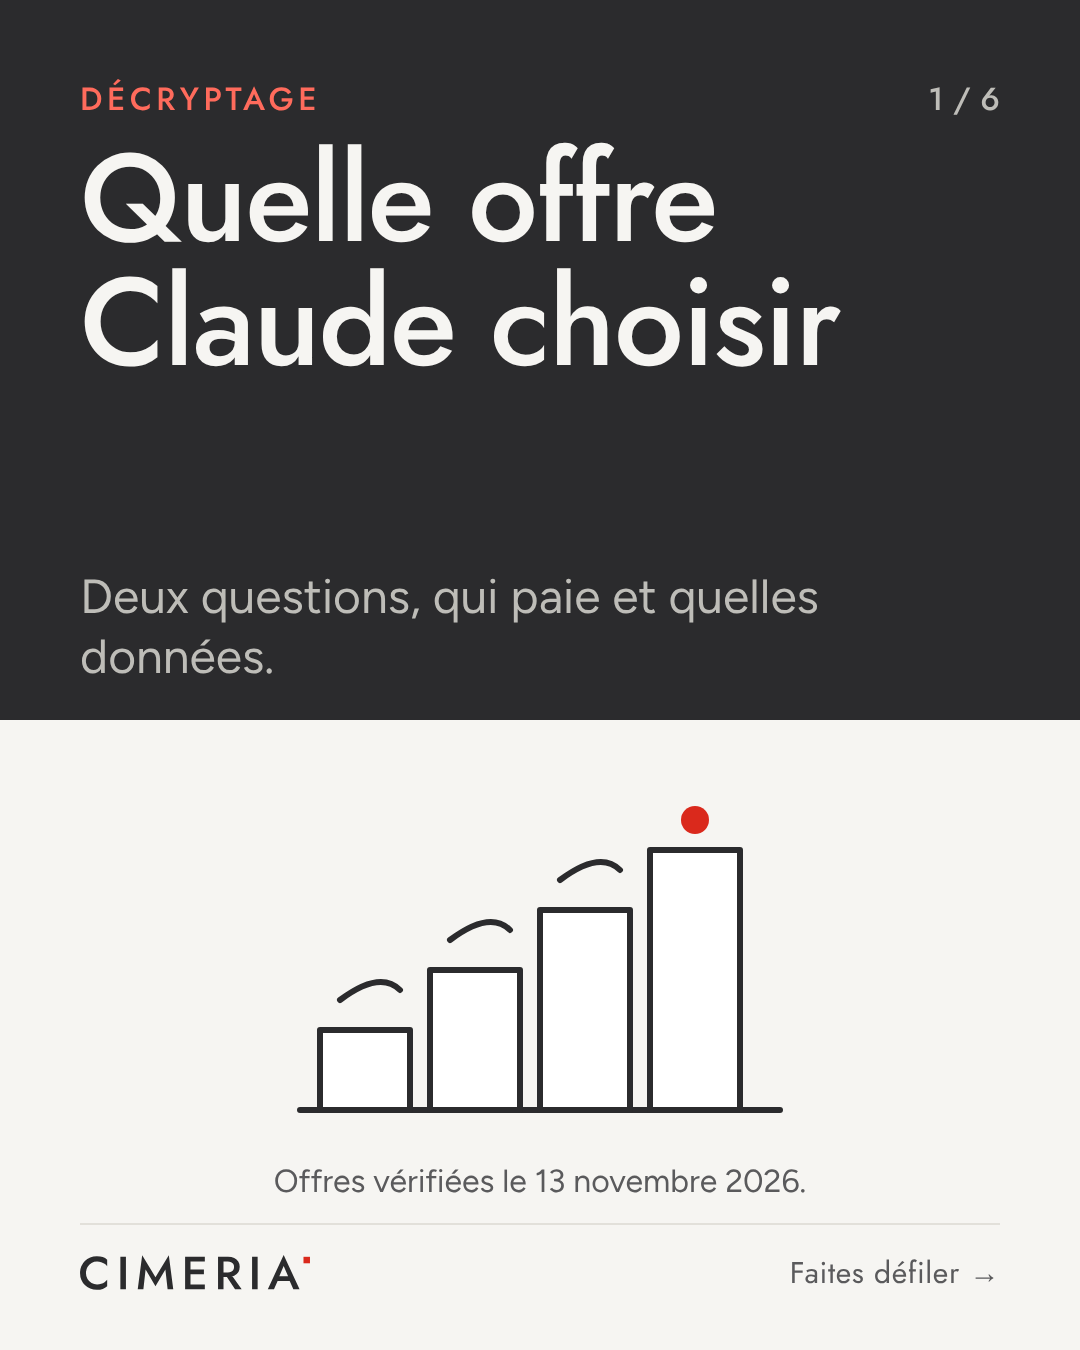 DÉCRYPTAGE
1 / 6
Quelle offre
Claude choisir
Deux questions, qui paie et quelles
données.
Offres vérifiées le 13 novembre 2026.
CIMERIA
Faites défiler →